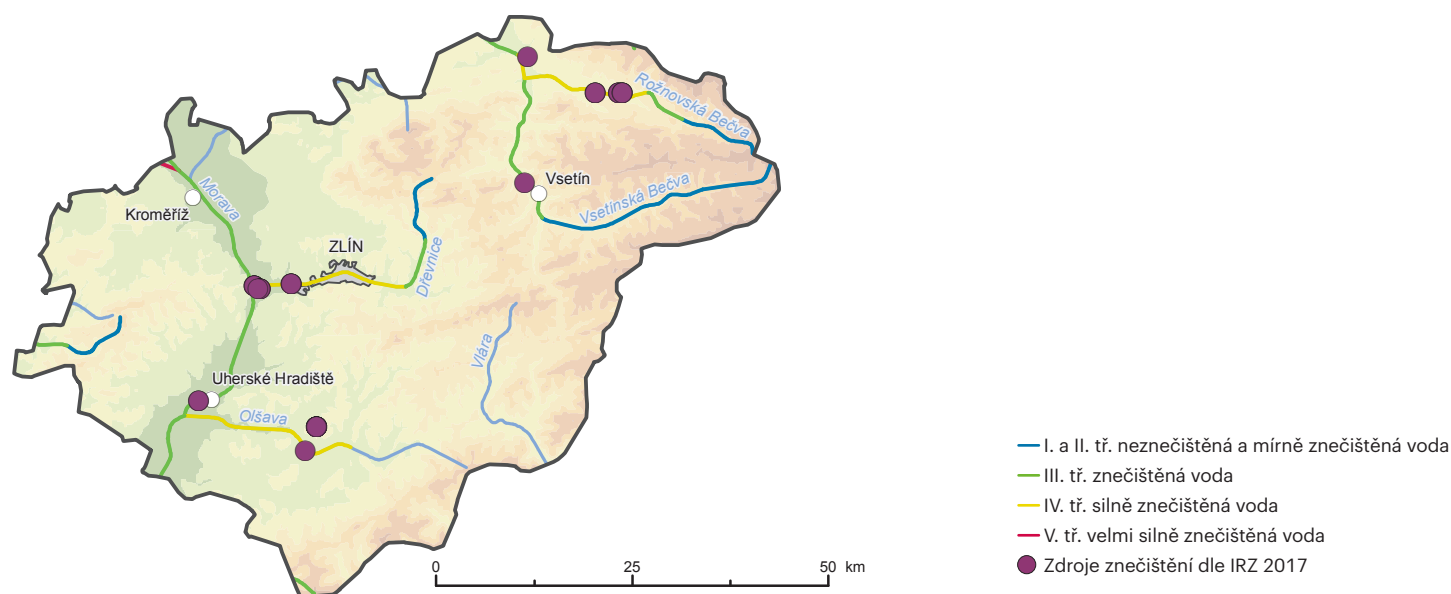 Rožnovská Bečva
Vsetín
Vsetínská Bečva
Morava
Kroměříž
ZLÍN
Dřevnice
Vlára
Uherské Hradiště
Olšava
I. a II. tř. neznečištěná a mírně znečištěná voda
III. tř. znečištěná voda
IV. tř. silně znečištěná voda
V. tř. velmi silně znečištěná voda
Zdroje znečištění dle IRZ 2017
0 25 50 km